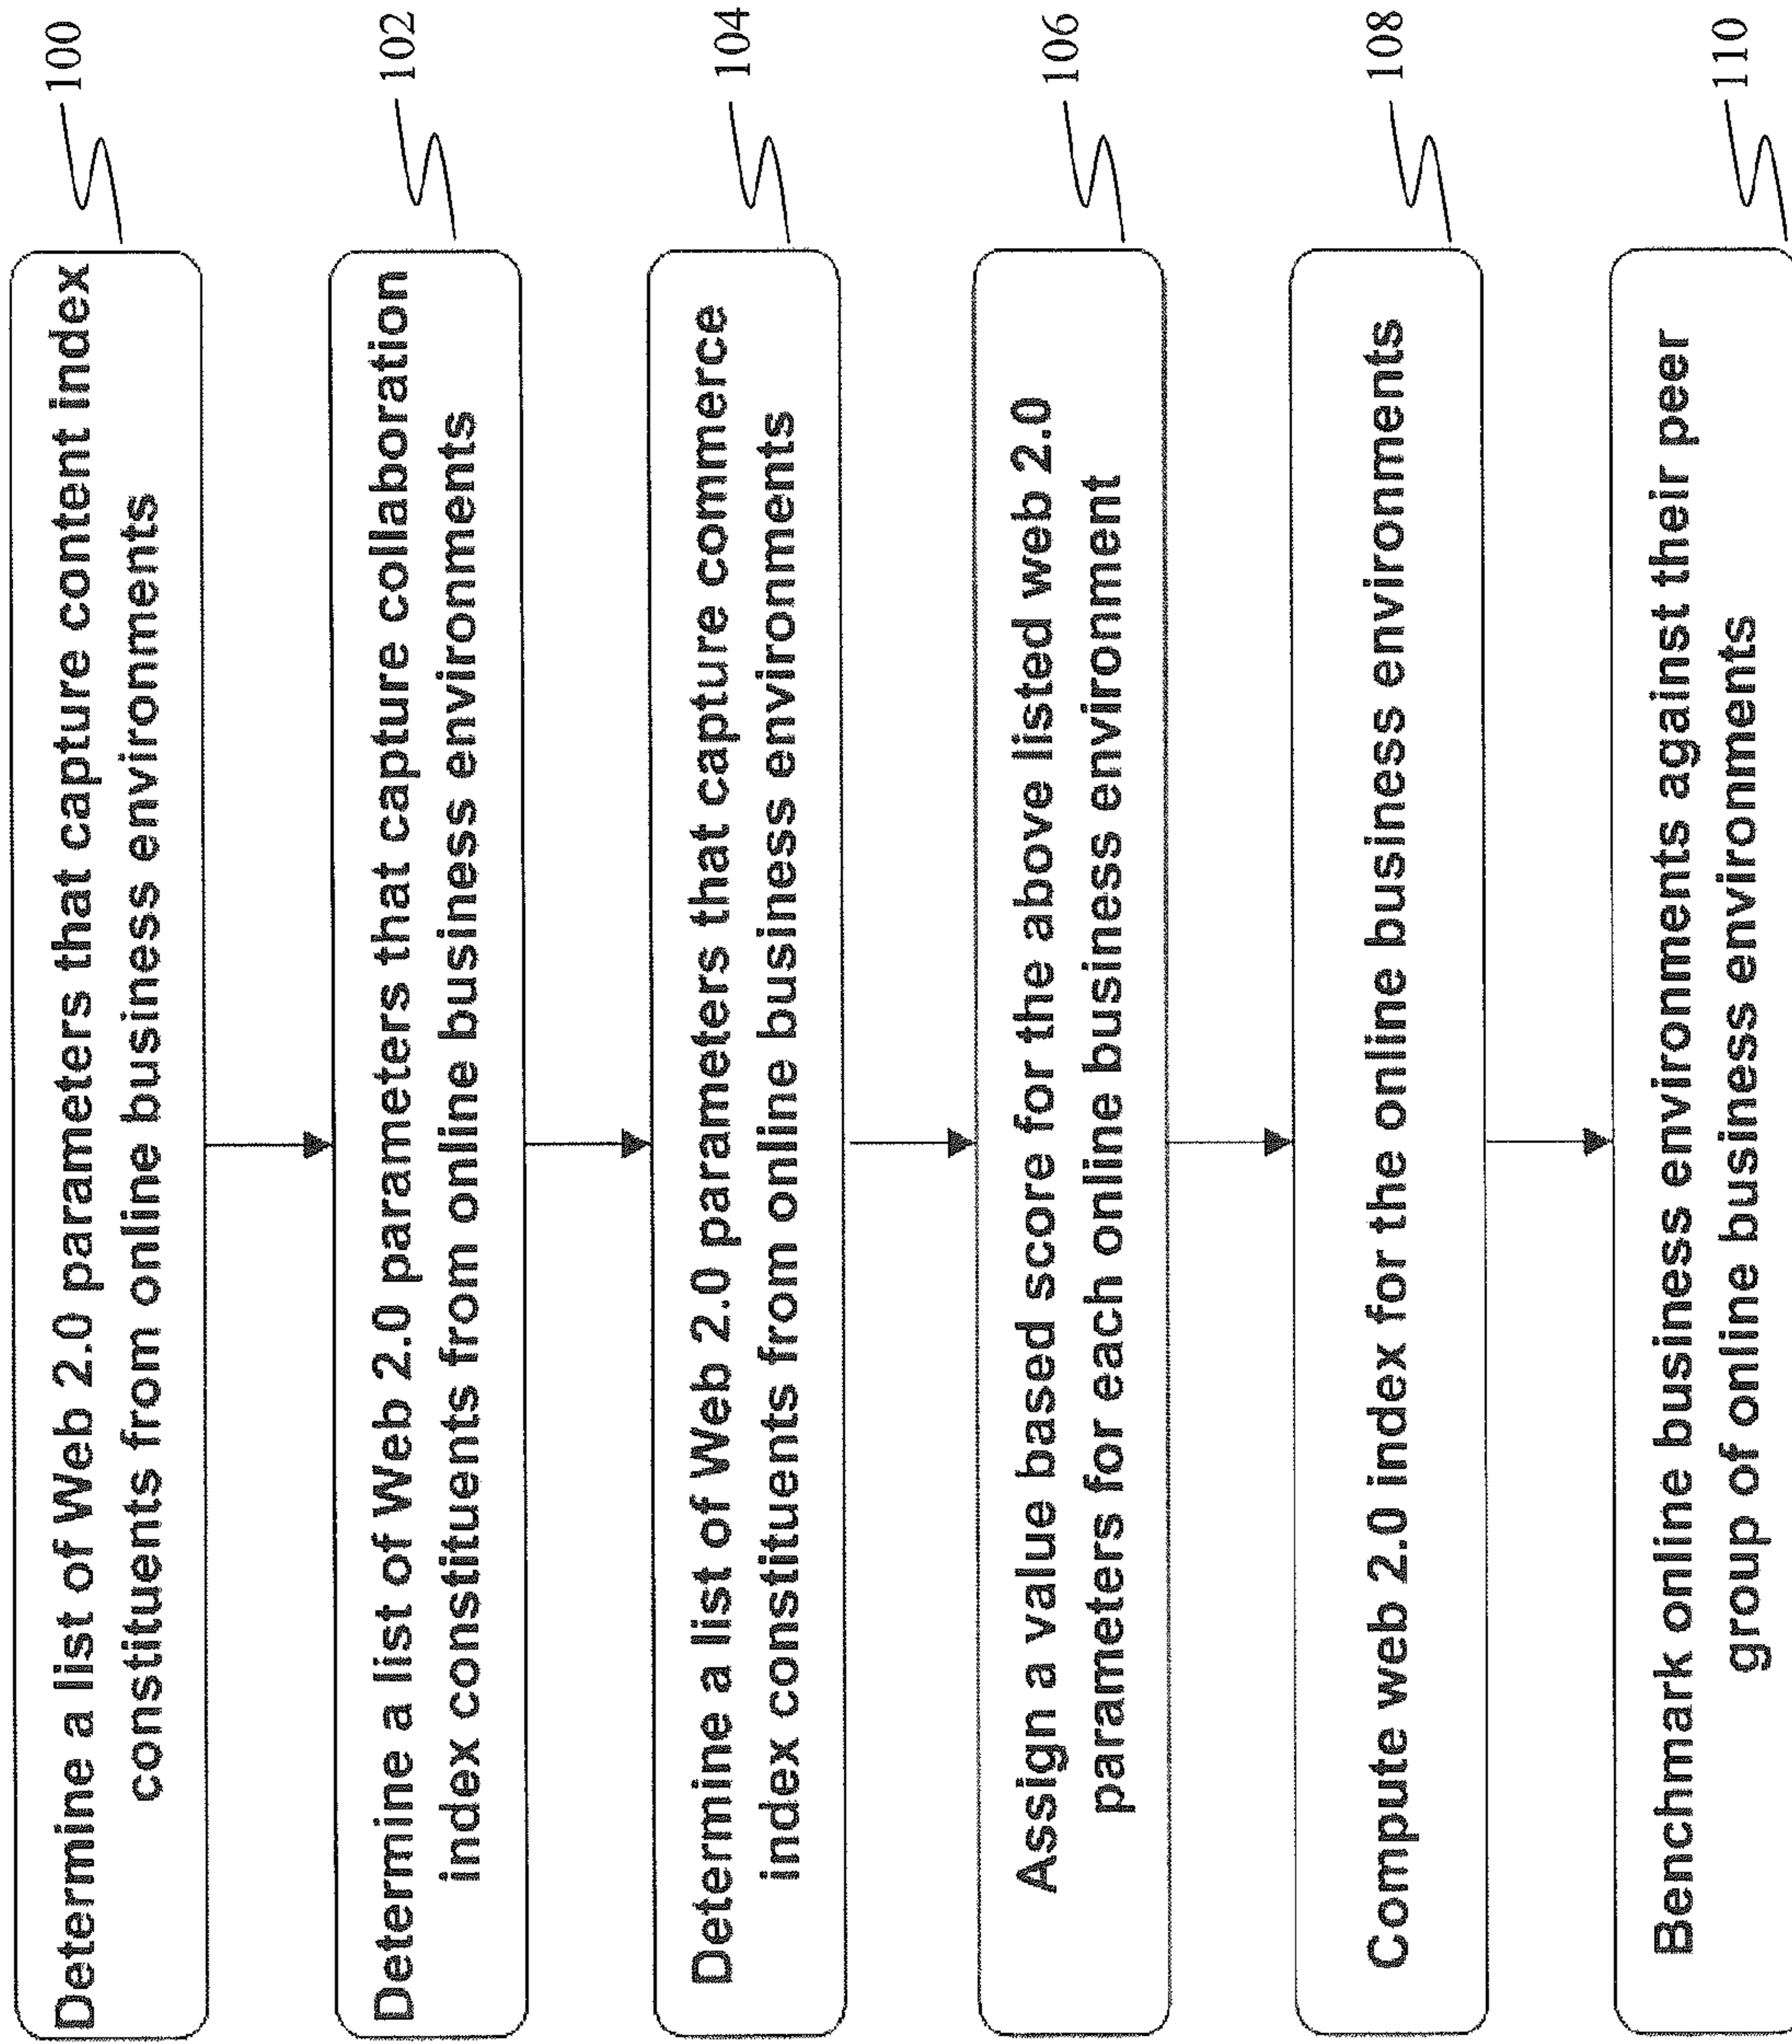 Determine a list of Web 2.0 parameters that capture content index
constituents from online business environments
100
Determine a list of Web 2.0 parameters that capture collaboration
index constituents from online business environments
102
Determine a list of Web 2.0 parameters that capture commerce
index constituents from online business environments
104
Assign a value based score for the above listed web 2.0
parameters for each online business environment
106
Compute web 2.0 index for the online business environments
108
Benchmark online business environments against their peer
group of online business environments
110